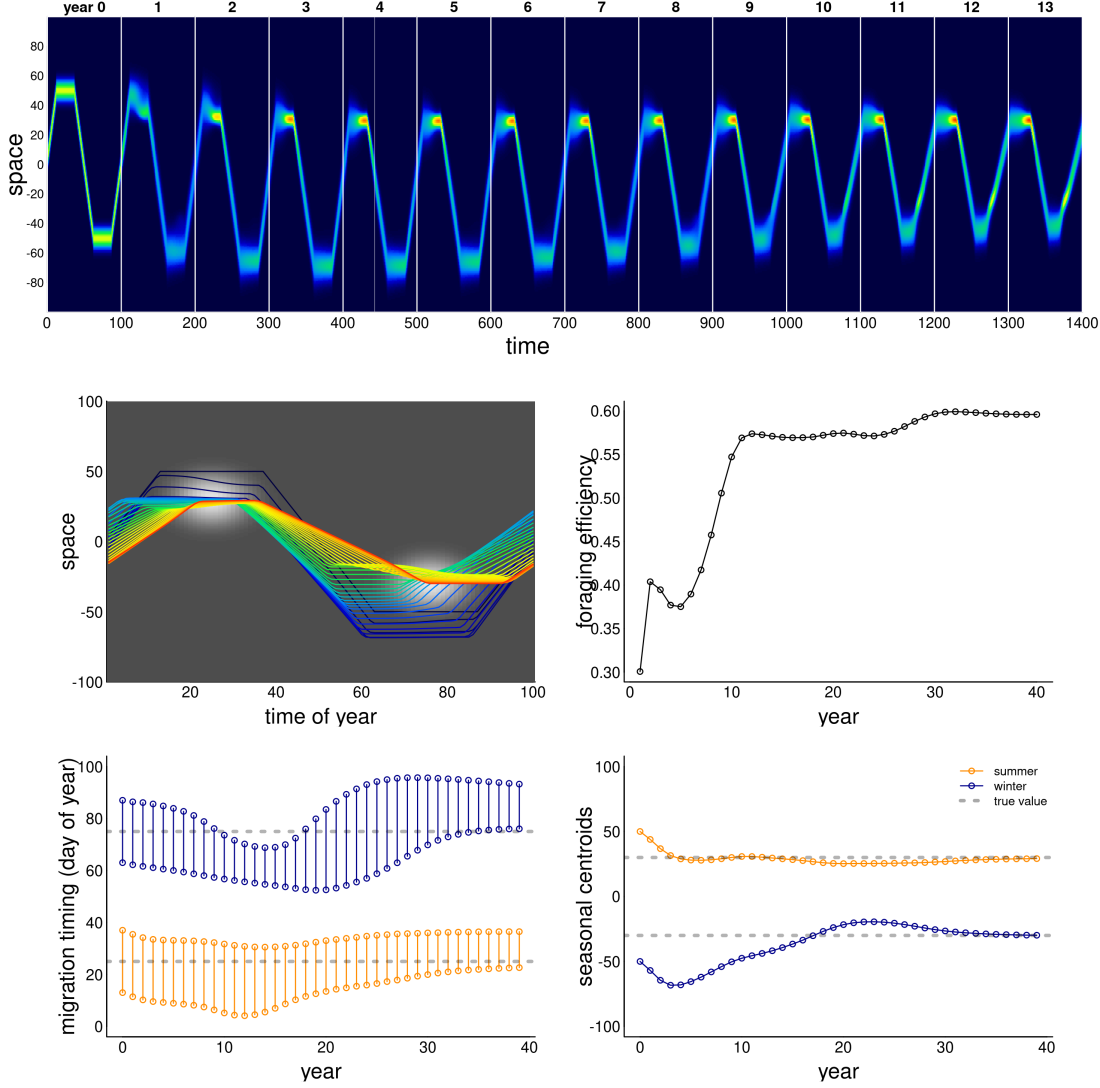 year 0 1 2 3 4 5 6 7 8 9 10 11 12 13
80
60
40
20
0
-20
-40
-60
-80
space
0 100 200 300 400 500 600 700 800 900 1000 1100 1200 1300 1400
time
100
50
0
-50
-100
space
20 40 60 80 100
time of year
0.60
0.55
0.50
0.45
0.40
0.35
0.30
foraging efficiency
0 10 20 30 40
year
100
80
60
40
20
0
migration timing (day of year)
0 10 20 30 40
year
100
50
0
-50
-100
seasonal centroids
summer
winter
true value
0 10 20 30 40
year